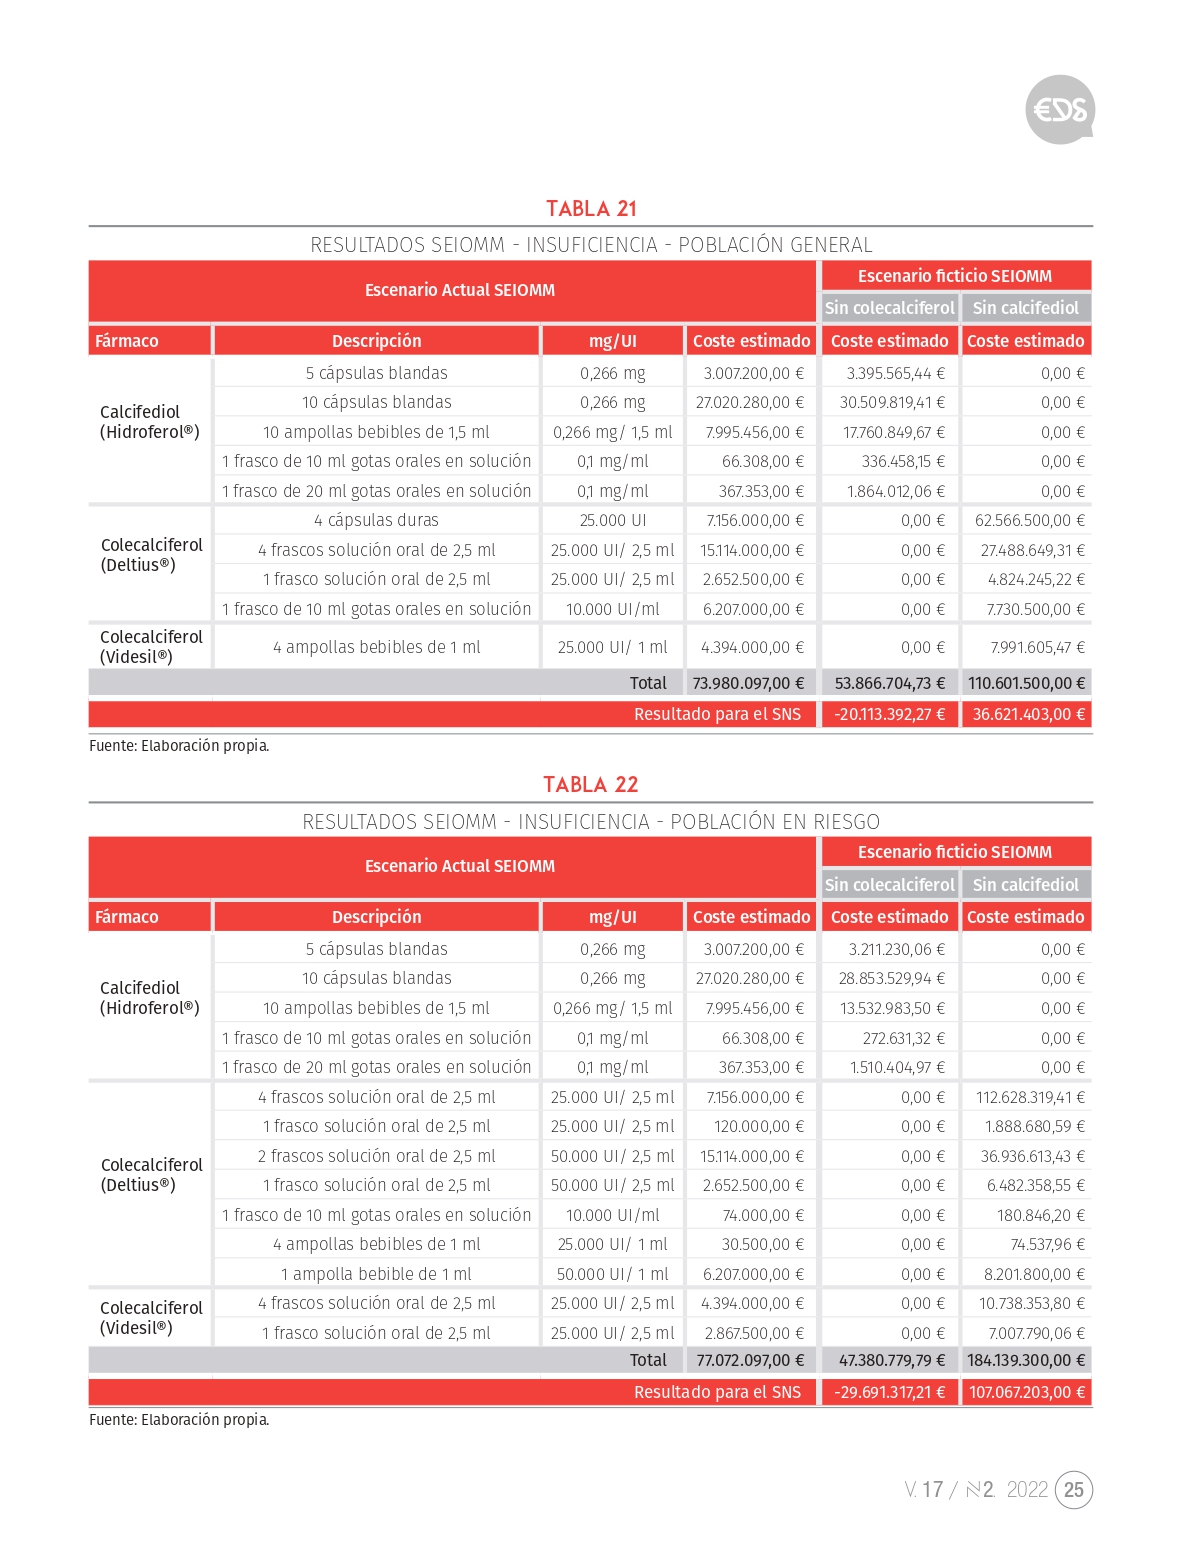 EDS
TABLA 21
RESULTADOS SEIOMM - INSUFICIENCIA - POBLACIÓN GENERAL
Escenario Actual SEIOMM
Escenario ficticio SEIOMM
Sin colecalciferol Sin calcifediol
Fármaco Descripción mg/UI Coste estimado Coste estimado Coste estimado
Calcifediol
(Hidroferol®)
5 cápsulas blandas 0,266 mg 3.007.200,00 € 3.395.565,44 € 0,00 €
10 cápsulas blandas 0,266 mg 27.020.280,00 € 30.509.819,41 € 0,00 €
10 ampollas bebibles de 1,5 ml 0,266 mg/ 1,5 ml 7.995.456,00 € 17.760.849,67 € 0,00 €
1 frasco de 10 ml gotas orales en solución 0,1 mg/ml 66.308,00 € 336.458,15 € 0,00 €
1 frasco de 20 ml gotas orales en solución 0,1 mg/ml 367.353,00 € 1.864.012,06 € 0,00 €
Colecalciferol
(Deltius®)
4 cápsulas duras 25.000 UI 7.156.000,00 € 0,00 € 62.566.500,00 €
4 frascos solución oral de 2,5 ml 25.000 UI/ 2,5 ml 15.114.000,00 € 0,00 € 27.488.649,31 €
1 frasco solución oral de 2,5 ml 25.000 UI/ 2,5 ml 2.652.500,00 € 0,00 € 4.824.245,22 €
1 frasco de 10 ml gotas orales en solución 10.000 UI/ml 6.207.000,00 € 0,00 € 7.730.500,00 €
Colecalciferol
(Videsil®)
4 ampollas bebibles de 1 ml 25.000 UI/ 1 ml 4.394.000,00 € 0,00 € 7.991.605,47 €
Total 73.980.097,00 € 53.866.704,73 € 110.601.500,00 €
Resultado para el SNS -20.113.392,27 € 36.621.403,00 €
Fuente: Elaboración propia.
TABLA 22
RESULTADOS SEIOMM - INSUFICIENCIA - POBLACIÓN EN RIESGO
Escenario Actual SEIOMM
Escenario ficticio SEIOMM
Sin colecalciferol Sin calcifediol
Fármaco Descripción mg/UI Coste estimado Coste estimado Coste estimado
Calcifediol
(Hidroferol®)
5 cápsulas blandas 0,266 mg 3.007.200,00 € 3.211.230,06 € 0,00 €
10 cápsulas blandas 0,266 mg 27.020.280,00 € 28.853.529,94 € 0,00 €
10 ampollas bebibles de 1,5 ml 0,266 mg/ 1,5 ml 7.995.456,00 € 13.532.983,50 € 0,00 €
1 frasco de 10 ml gotas orales en solución 0,1 mg/ml 66.308,00 € 272.631,32 € 0,00 €
1 frasco de 20 ml gotas orales en solución 0,1 mg/ml 367.353,00 € 1.510.404,97 € 0,00 €
Colecalciferol
(Deltius®)
4 frascos solución oral de 2,5 ml 25.000 UI/ 2,5 ml 7.156.000,00 € 0,00 € 112.628.319,41 €
1 frasco solución oral de 2,5 ml 25.000 UI/ 2,5 ml 120.000,00 € 0,00 € 1.888.680,59 €
2 frascos solución oral de 2,5 ml 50.000 UI/ 2,5 ml 15.114.000,00 € 0,00 € 36.936.613,43 €
1 frasco solución oral de 2,5 ml 50.000 UI/ 2,5 ml 2.652.500,00 € 0,00 € 6.482.358,55 €
1 frasco de 10 ml gotas orales en solución 10.000 UI/ml 74.000,00 € 0,00 € 180.846,20 €
4 ampollas bebibles de 1 ml 25.000 UI/ 1 ml 30.500,00 € 0,00 € 74.537,96 €
1 ampolla bebible de 1 ml 50.000 UI/ 1 ml 6.207.000,00 € 0,00 € 8.201.800,00 €
Colecalciferol
(Videsil®)
4 frascos solución oral de 2,5 ml 25.000 UI/ 2,5 ml 4.394.000,00 € 0,00 € 10.738.353,80 €
1 frasco solución oral de 2,5 ml 25.000 UI/ 2,5 ml 2.867.500,00 € 0,00 € 7.007.790,06 €
Total 77.072.097,00 € 47.380.779,79 € 184.139.300,00 €
Resultado para el SNS -29.691.317,21 € 107.067.203,00 €
Fuente: Elaboración propia.
V. 17 / N2. 2022 25